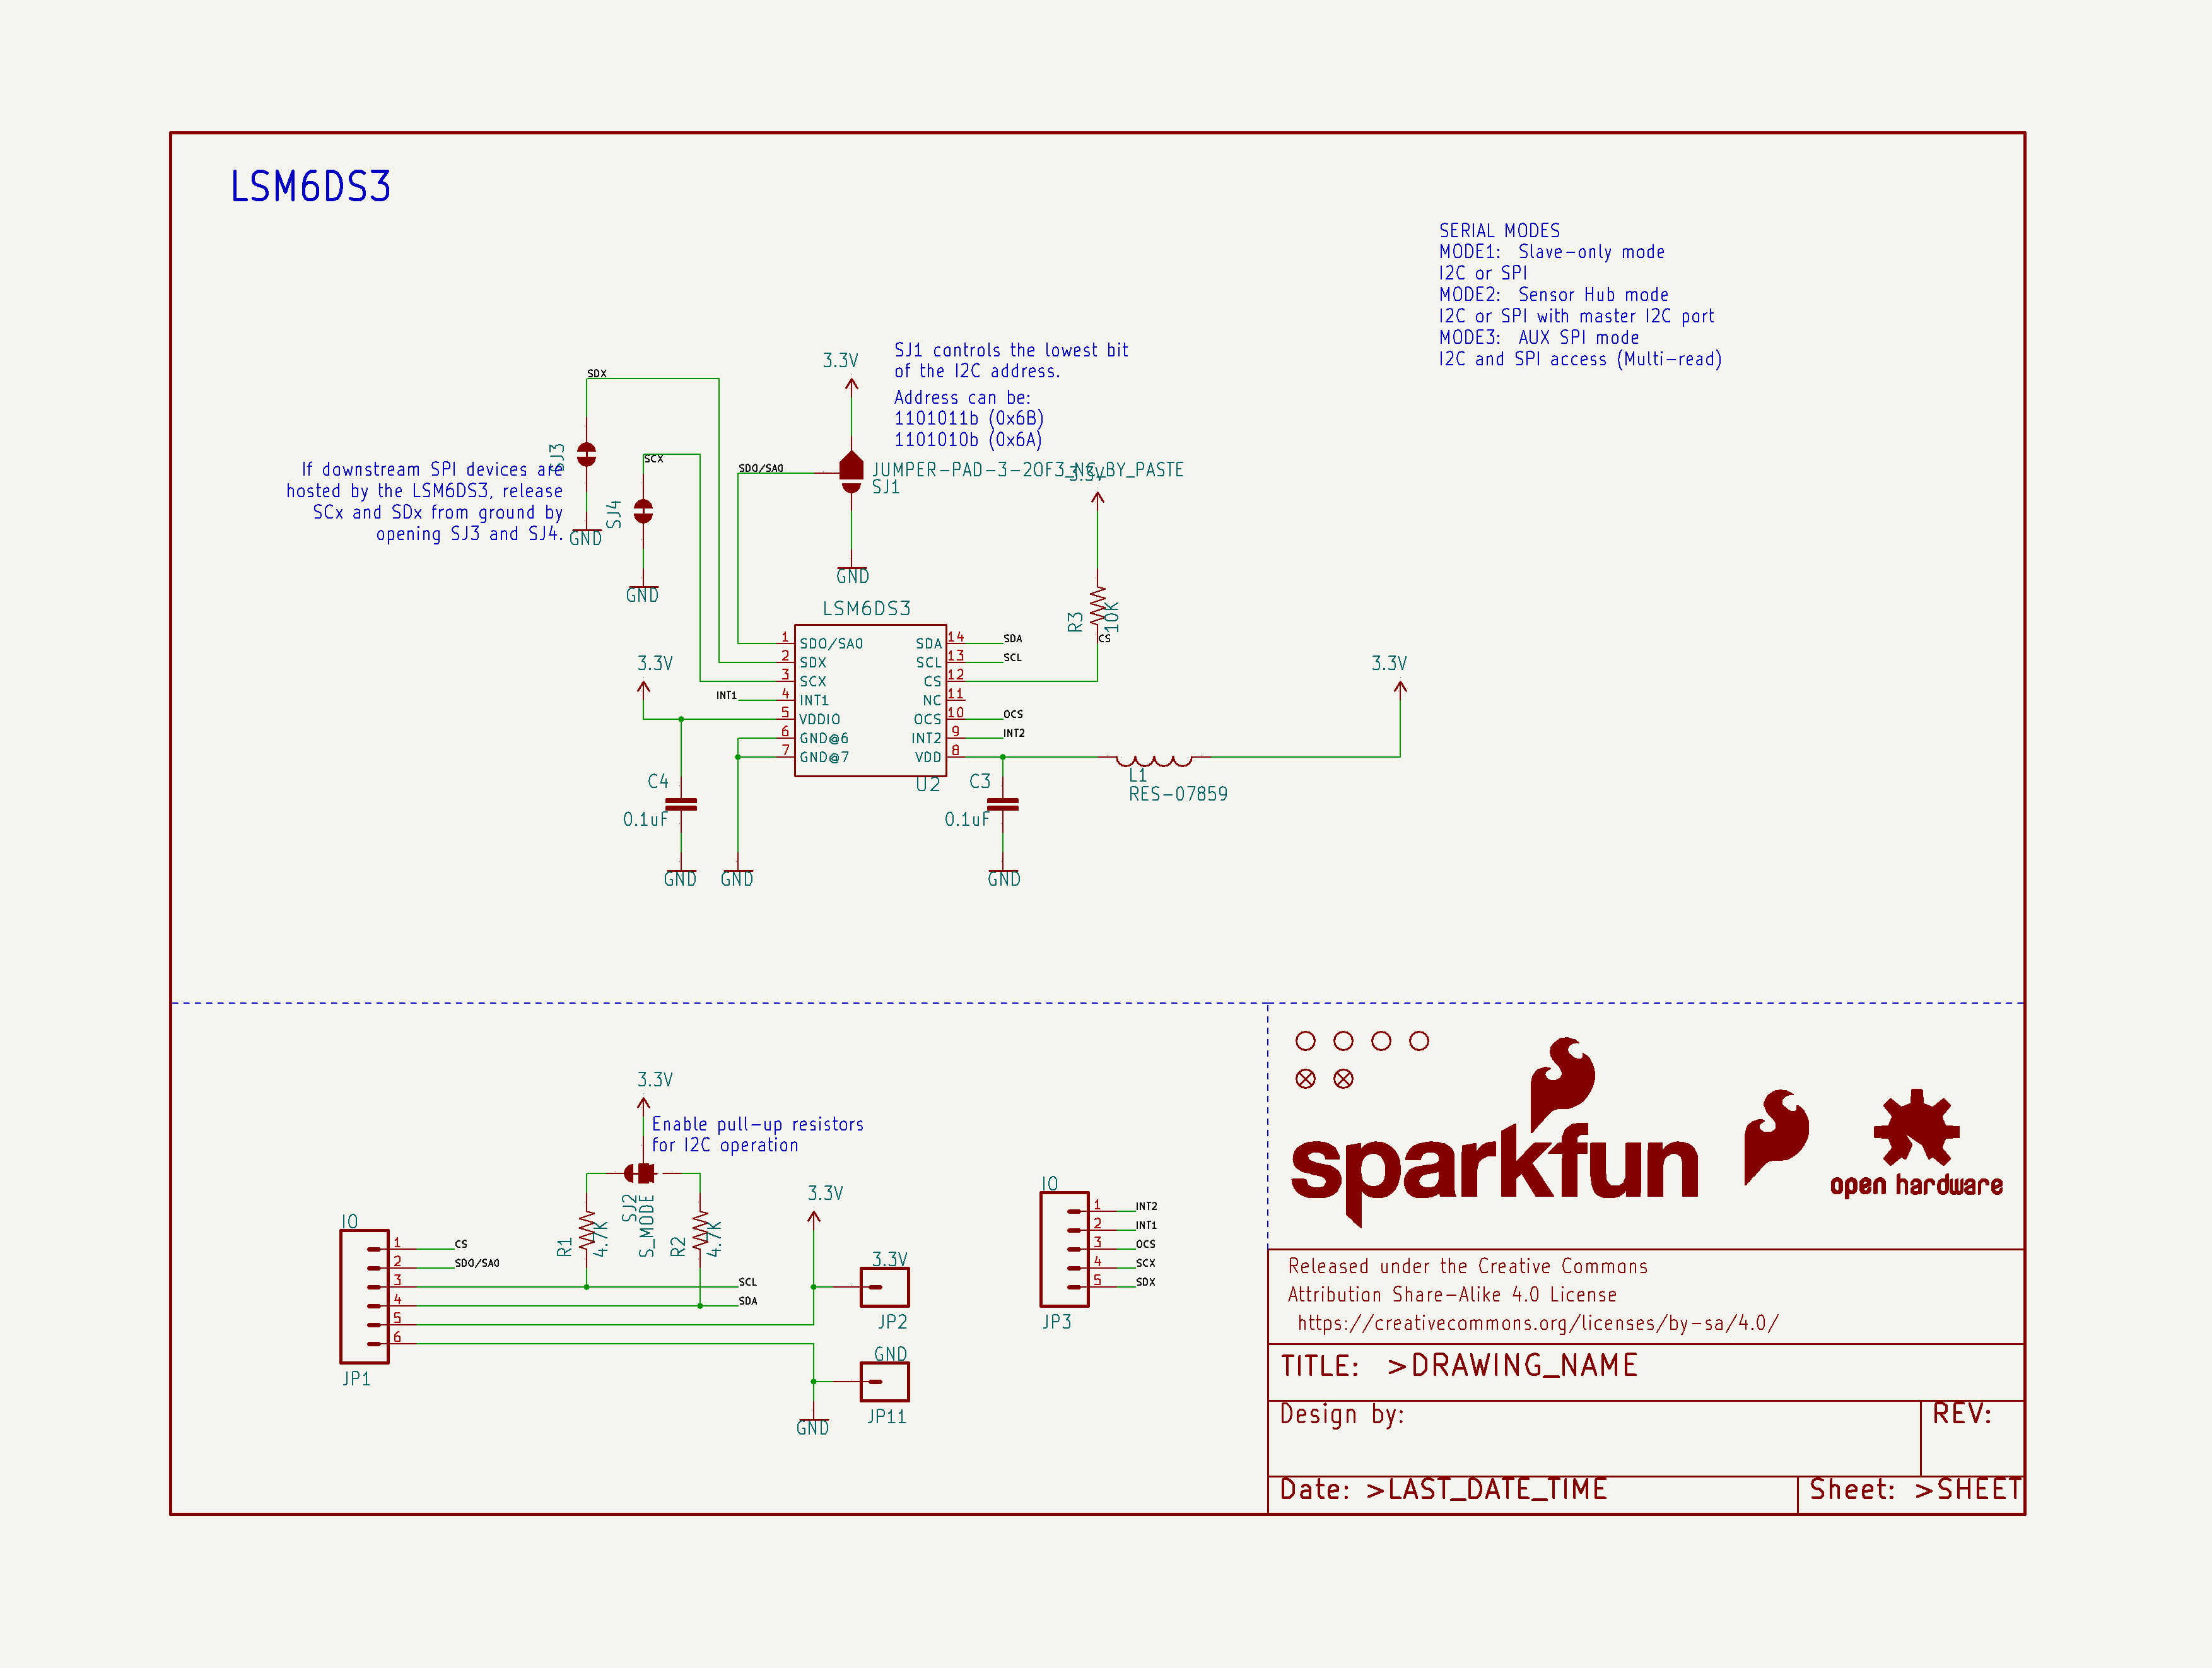 LSM6DS3
SERIAL MODES
MODE1:  Slave-only mode
I2C or SPI
MODE2:  Sensor Hub mode
I2C or SPI with master I2C port
MODE3:  AUX SPI mode
I2C and SPI access (Multi-read)
SJ1 controls the lowest bit
of the I2C address.
Address can be:
1101011b (0x6B)
1101010b (0x6A)
3.3V
SDX
SJ3
If downstream SPI devices are
hosted by the LSM6DS3, release
SCx and SDx from ground by
opening SJ3 and SJ4.
GND
SCX
SJ4
GND
SDO/SAO
JUMPER-PAD-3-2OF3_NC_BY_PASTE
SJ1
GND
3.3V
R3
10K
CS
LSM6DS3
1 SDO/SAO
2 SDX
3 SCX
4 INT1
5 VDDIO
6 GND@6
7 GND@7
SDA 14 SDA
SCL 13 SCL
CS 12
NC 11
OCS 10 OCS
INT2 9 INT2
VDD 8
U2
INT1
3.3V
3.3V
C4
0.1uF
GND
GND
C3
0.1uF
GND
L1
RES-07859
3.3V
Enable pull-up resistors
for I2C operation
SJ2
S_MODE
R1
4.7K
R2
4.7K
IO
1 CS
2 SDO/SAO
3 SCL
4 SDA
5
6
JP1
3.3V
3.3V
JP2
GND
JP11
GND
IO
1 INT2
2 INT1
3 OCS
4 SCX
5 SDX
JP3
sparkfun
open hardware
Released under the Creative Commons
Attribution Share-Alike 4.0 License
https://creativecommons.org/licenses/by-sa/4.0/
TITLE: >DRAWING_NAME
Design by:
REV:
Date: >LAST_DATE_TIME
Sheet: >SHEET